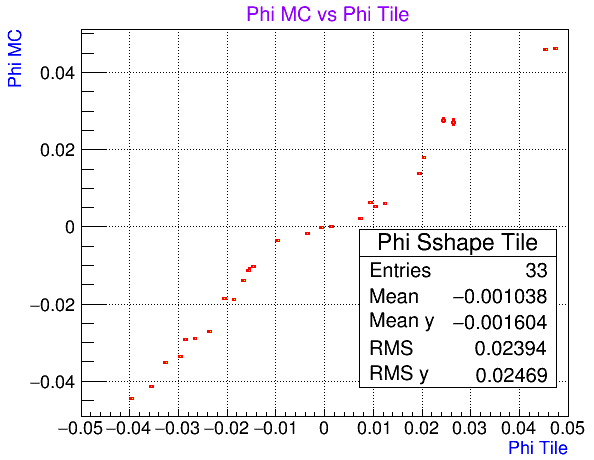 Phi MC vs Phi Tile
Phi MC
0.04
0.02
0
−0.02
−0.04
Phi Sshape Tile
Entries 33
Mean −0.001038
Mean y −0.001604
RMS 0.02394
RMS y 0.02469
−0.05 −0.04 −0.03 −0.02 −0.01 0 0.01 0.02 0.03 0.04 0.05
Phi Tile